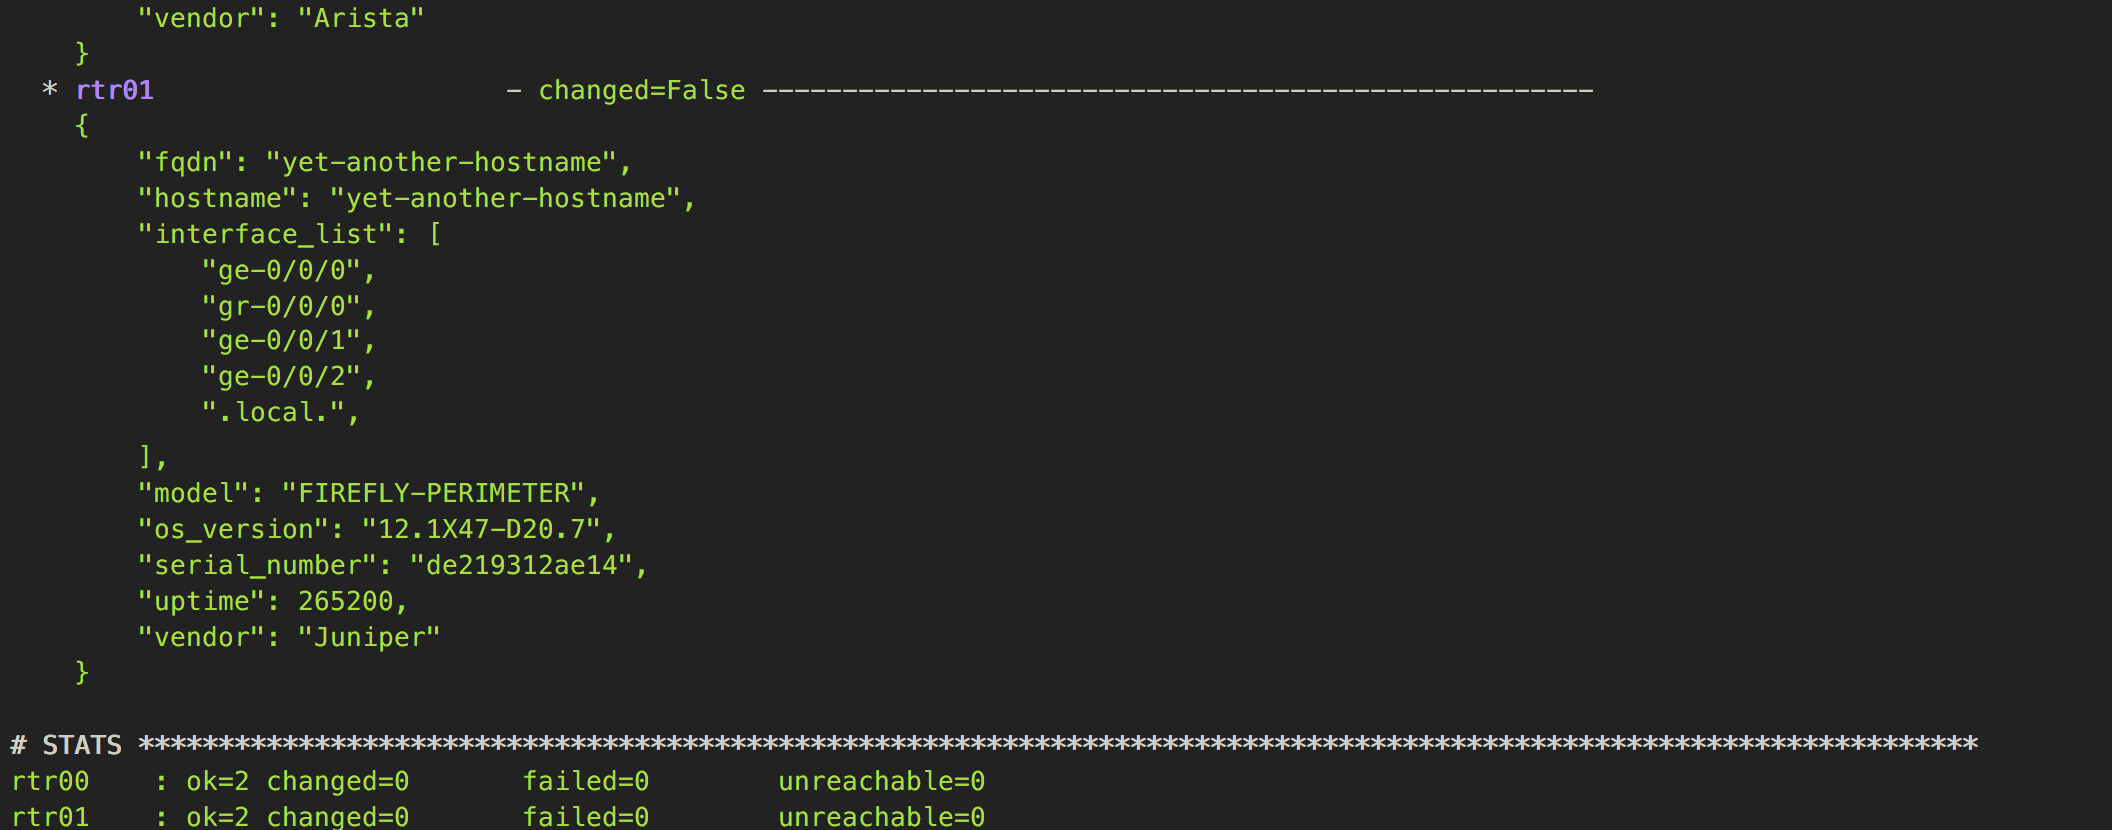 "vendor": "Arista"
}
* rtr01 - changed=False ----------------------------------------------------
{
"fqdn": "yet-another-hostname",
"hostname": "yet-another-hostname",
"interface_list": [
"ge-0/0/0",
"gr-0/0/0",
"ge-0/0/1",
"ge-0/0/2",
".local.",
],
"model": "FIREFLY-PERIMETER",
"os_version": "12.1X47-D20.7",
"serial_number": "de219312ae14",
"uptime": 265200,
"vendor": "Juniper"
}
# STATS *******************************************************************************************************************
rtr00 : ok=2 changed=0 failed=0 unreachable=0
rtr01 : ok=2 changed=0 failed=0 unreachable=0